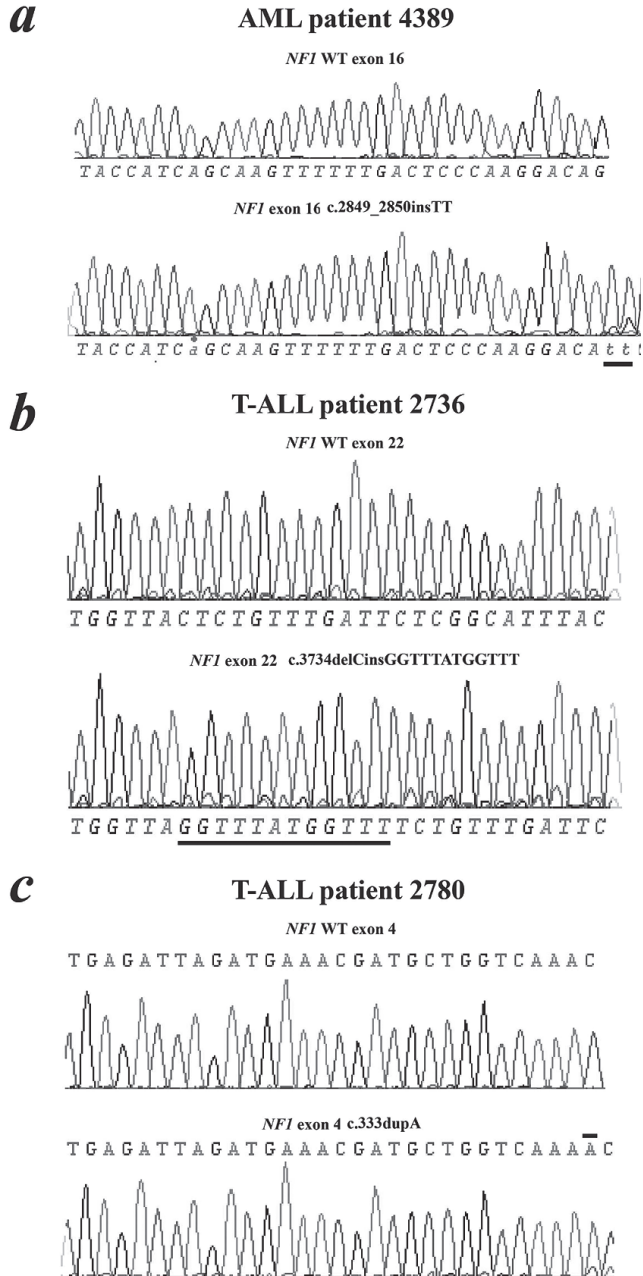 a
AML patient 4389
NF1 WT exon 16
TACCATCAGCAAGTTTTTTGACTCCCAAGGACAG
NF1 exon 16 c.2849_2850insTT
TACCATCaGCAAGTTTTTTGACTCCCAAGGACAtt
b
T-ALL patient 2736
NF1 WT exon 22
TGGTTACTCTGTTTGATTCTCGGCATTTAC
NF1 exon 22 c.3734delCinsGGTTTATGGTTT
TGGTTAGGTTTATGGTTTTCTGTTTGATTC
c
T-ALL patient 2780
NF1 WT exon 4
TGAGATTAGATGAAACGATGCTGGTCAAAC
NF1 exon 4 c.333dupA
TGAGATTAGATGAAACGATGCTGGTCAAAAC